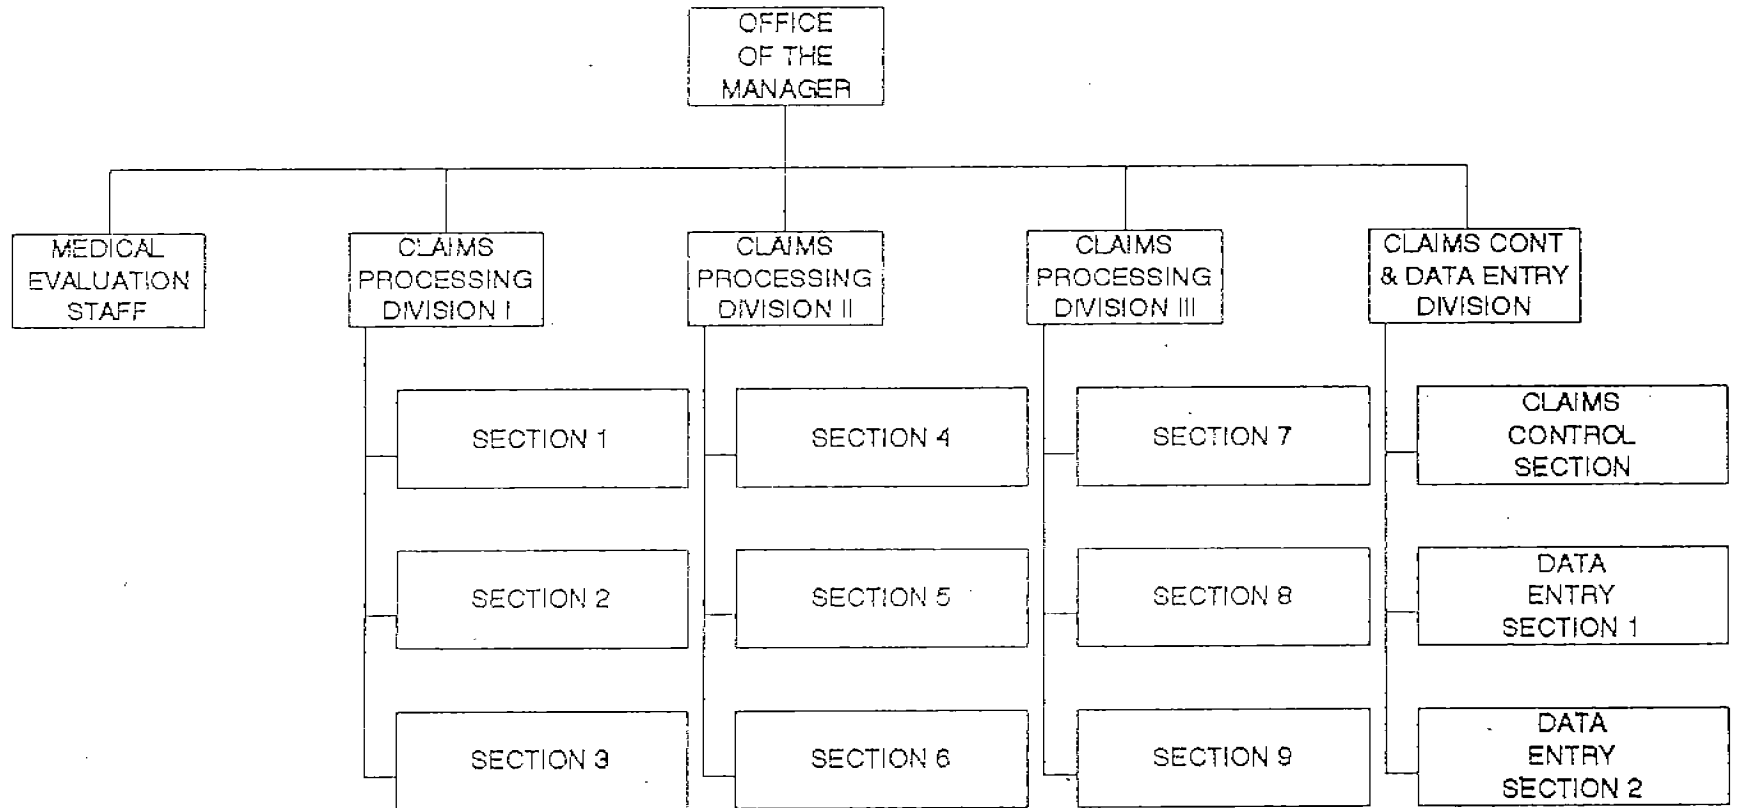 OFFICE
OF THE
MANAGER
MEDICAL
EVALUATION
STAFF
CLAIMS
PROCESSING
DIVISION I
CLAIMS
PROCESSING
DIVISION II
CLAIMS
PROCESSING
DIVISION III
CLAIMS CONT
& DATA ENTRY
DIVISION
SECTION 1
SECTION 2
SECTION 3
SECTION 4
SECTION 5
SECTION 6
SECTION 7
SECTION 8
SECTION 9
CLAIMS
CONTROL
SECTION
DATA
ENTRY
SECTION 1
DATA
ENTRY
SECTION 2